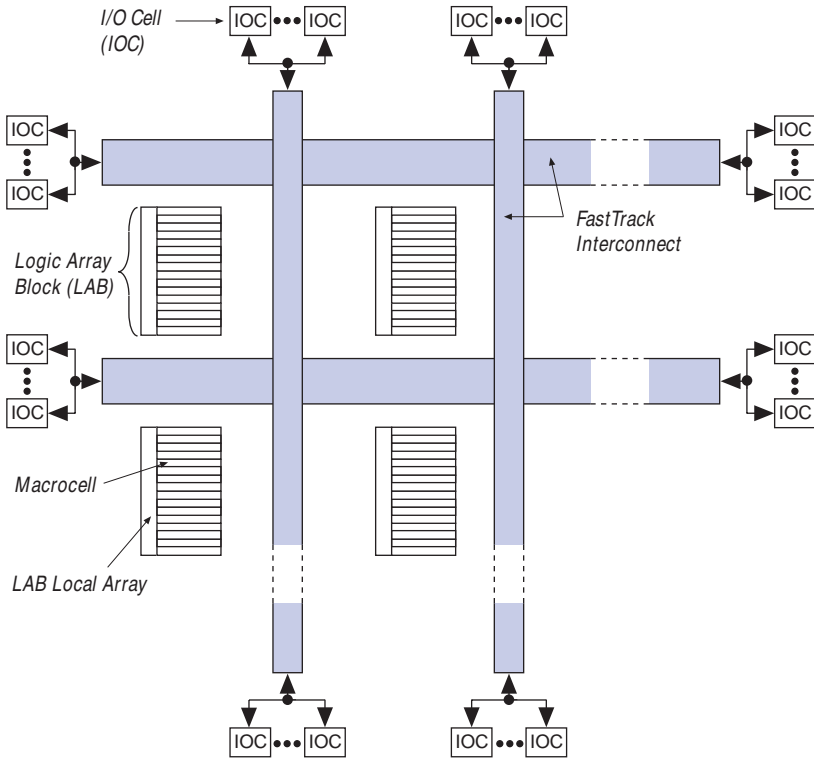 I/O Cell
(IOC)
IOC IOC
IOC IOC
IOC
IOC
IOC
IOC
FastTrack
Interconnect
Logic Array
Block (LAB)
IOC
IOC
IOC
IOC
Macrocell
LAB Local Array
IOC IOC
IOC IOC